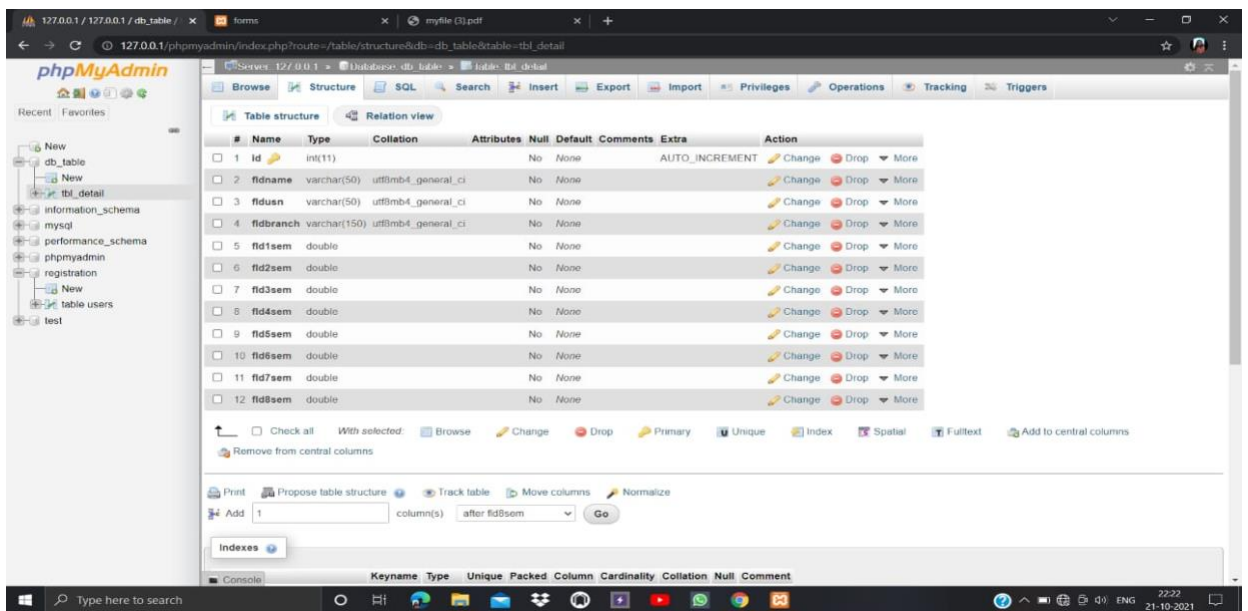 127.0.0.1 / 127.0.0.1 / db_table / forms myfile (3).pdf
127.0.0.1/phpmyadmin/index.php?route=/table/structure&db=db_table&table=tbl_detail
phpMyAdmin
Recent Favorites
New
db_table
New
tbl_detail
information_schema
mysql
performance_schema
phpmyadmin
registration
New
table users
test
Server: 127.0.0.1 » Database: db_table » Table: tbl_detail
Browse Structure SQL Search Insert Export Import Privileges Operations Tracking Triggers
Table structure Relation view
# Name Type Collation Attributes Null Default Comments Extra Action
1 id int(11) No None AUTO_INCREMENT Change Drop More
2 fldname varchar(50) utf8mb4_general_ci No None Change Drop More
3 fldusn varchar(50) utf8mb4_general_ci No None Change Drop More
4 fldbranch varchar(150) utf8mb4_general_ci No None Change Drop More
5 fld1sem double No None Change Drop More
6 fld2sem double No None Change Drop More
7 fld3sem double No None Change Drop More
8 fld4sem double No None Change Drop More
9 fld5sem double No None Change Drop More
10 fld6sem double No None Change Drop More
11 fld7sem double No None Change Drop More
12 fld8sem double No None Change Drop More
Check all With selected: Browse Change Drop Primary Unique Index Spatial Fulltext Add to central columns
Remove from central columns
Print Propose table structure Track table Move columns Normalize
Add 1 column(s) after fld8sem Go
Indexes
Console Keyname Type Unique Packed Column Cardinality Collation Null Comment
Type here to search
ENG 22:22
21-10-2021